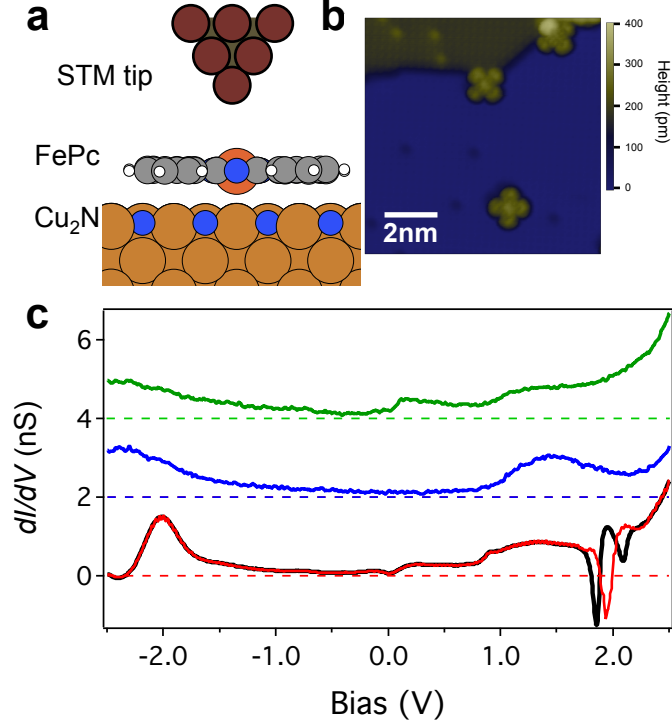 a
STM tip
FePc
Cu₂N
b
2nm
400
300
200
100
0
Height (pm)
c
6
4
2
0
dI/dV (nS)
-2.0 -1.0 0.0 1.0 2.0
Bias (V)